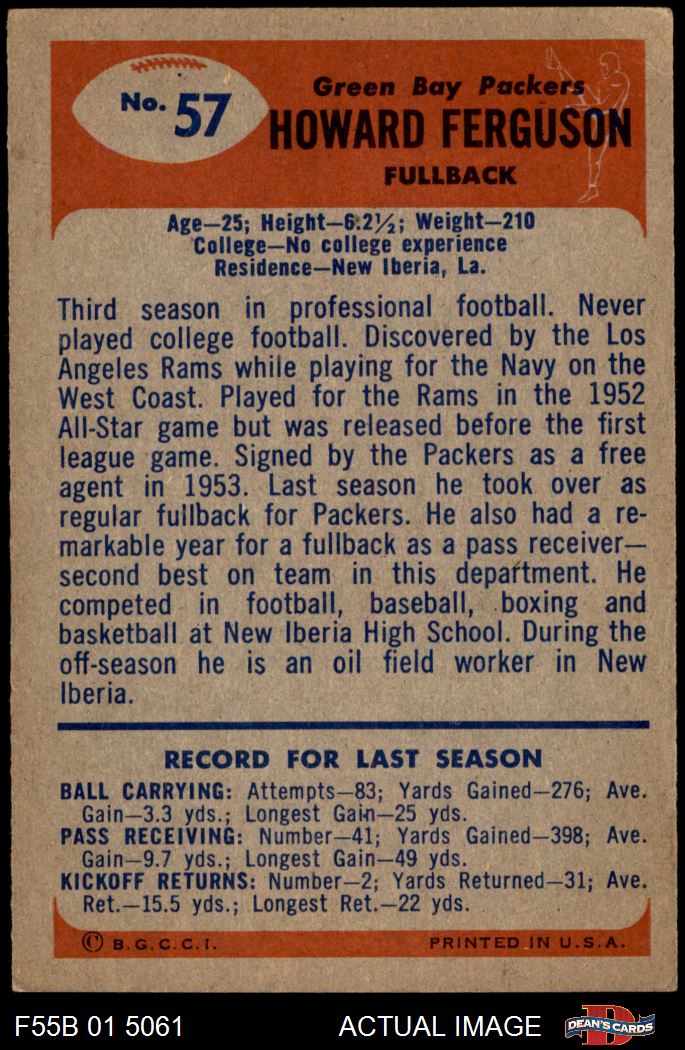 No. 57
Green Bay Packers
HOWARD FERGUSON
FULLBACK
Age—25; Height—6.2½; Weight—210
College—No college experience
Residence—New Iberia, La.
Third season in professional football. Never
played college football. Discovered by the Los
Angeles Rams while playing for the Navy on the
West Coast. Played for the Rams in the 1952
All-Star game but was released before the first
league game. Signed by the Packers as a free
agent in 1953. Last season he took over as
regular fullback for Packers. He also had a re-
markable year for a fullback as a pass receiver—
second best on team in this department. He
competed in football, baseball, boxing and
basketball at New Iberia High School. During the
off-season he is an oil field worker in New
Iberia.
RECORD FOR LAST SEASON
BALL CARRYING: Attempts—83; Yards Gained—276; Ave.
Gain—3.3 yds.; Longest Gain—25 yds.
PASS RECEIVING: Number—41; Yards Gained—398; Ave.
Gain—9.7 yds.; Longest Gain—49 yds.
KICKOFF RETURNS: Number—2; Yards Returned—31; Ave.
Ret.—15.5 yds.; Longest Ret.—22 yds.
© B.G.C.C.I.
PRINTED IN U.S.A.
F55B 01 5061
ACTUAL IMAGE
D
DEAN'S CARDS